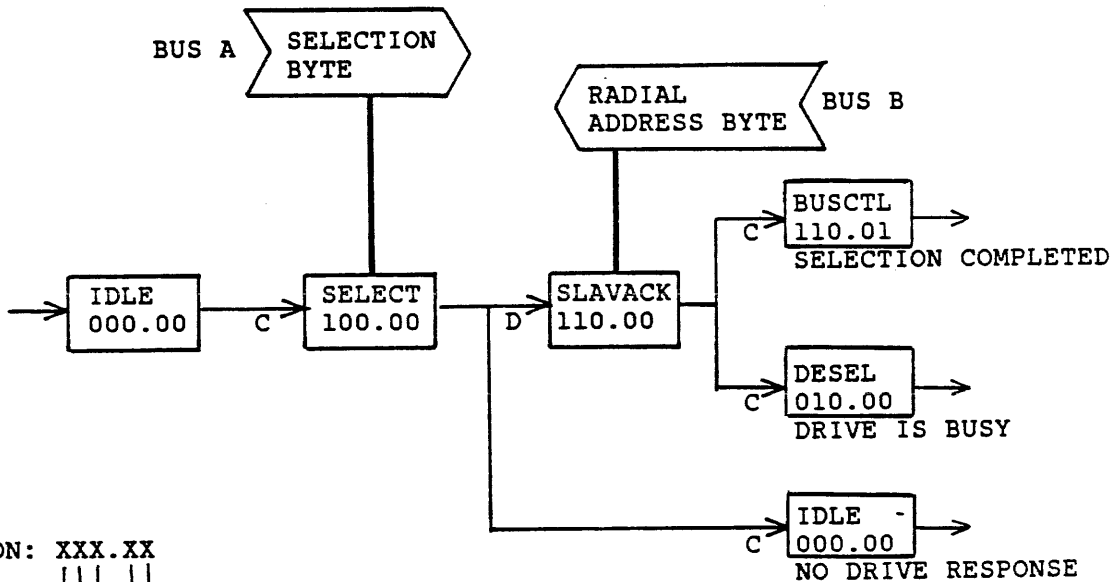 BUS A
SELECTION
BYTE
RADIAL
ADDRESS BYTE
BUS B
BUSCTL
110.01
C
SELECTION COMPLETED
IDLE
000.00
C
SELECT
100.00
D
SLAVACK
110.00
DESEL
010.00
C
DRIVE IS BUSY
IDLE -
000.00
C
NO DRIVE RESPONSE
ON: XXX.XX